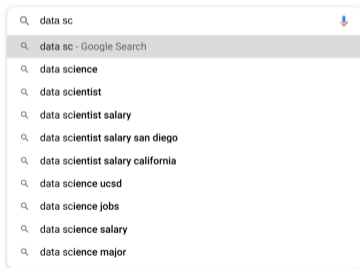 data sc
data sc - Google Search
data science
data scientist
data scientist salary
data scientist salary san diego
data scientist salary california
data science ucsd
data science jobs
data science salary
data science major